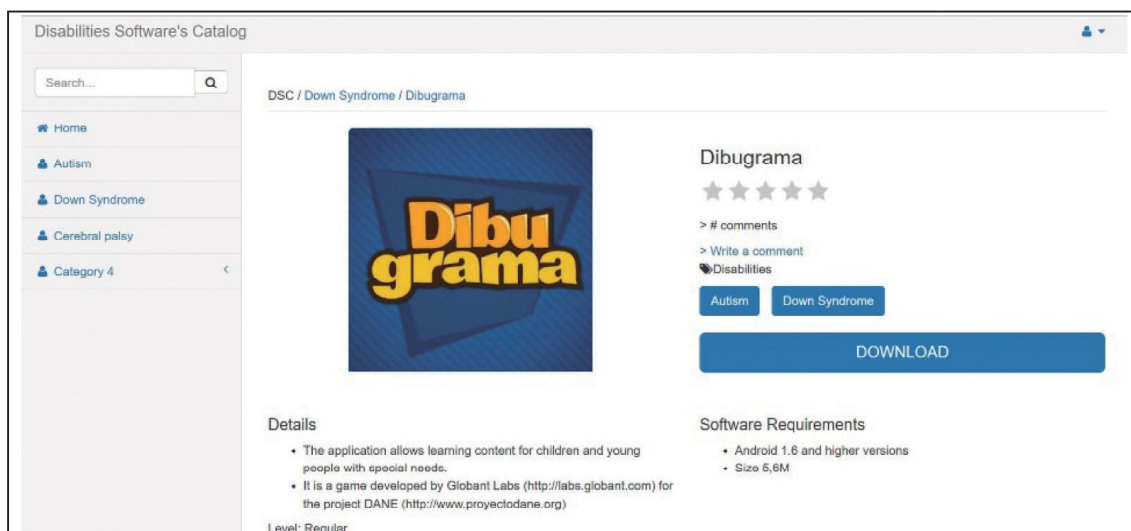 Disabilities Software's Catalog
Search...
Home
Autism
Down Syndrome
Cerebral palsy
Category 4
DSC / Down Syndrome / Dibugrama
Dibu
grama
Dibugrama
> # comments
> Write a comment
Disabilities
Autism
Down Syndrome
DOWNLOAD
Details
• The application allows learning content for children and young
people with special needs.
• It is a game developed by Globant Labs (http://labs.globant.com) for
the project DANE (http://www.proyectodane.org)
Level: Regular
Software Requirements
• Android 1.6 and higher versions
• Size 5,6M